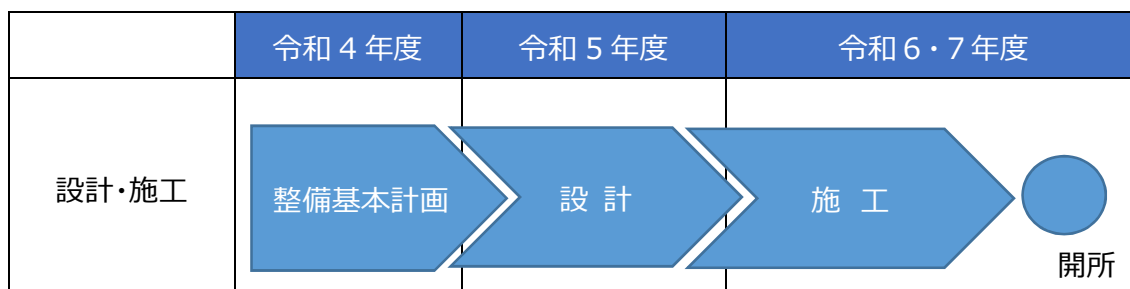 令和４年度
令和５年度
令和６・７年度
設計・施工
整備基本計画
設 計
施 工
開所